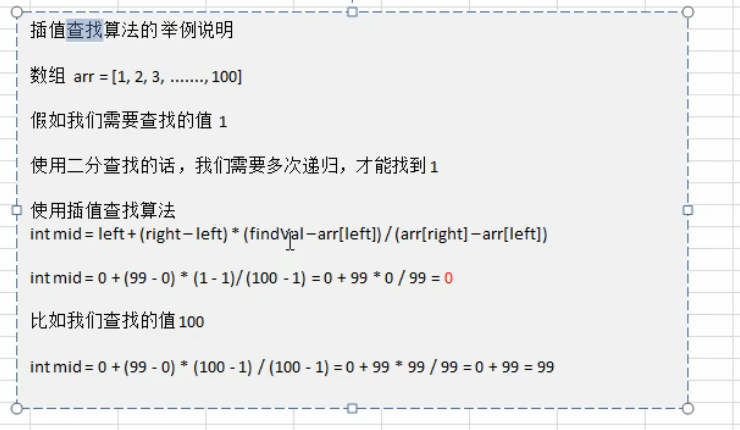 插值查找算法的举例说明
数组 arr = [1, 2, 3, ......., 100]
假如我们需要查找的值 1
使用二分查找的话，我们需要多次递归，才能找到 1
使用插值查找算法
int mid = left + (right – left) * (findVal – arr[left]) / (arr[right] – arr[left])
int mid = 0 + (99 - 0) * (1 - 1)/ (100 - 1) = 0 + 99 * 0 / 99 = 0
比如我们查找的值 100
int mid = 0 + (99 - 0) * (100 - 1) / (100 - 1) = 0 + 99 * 99 / 99 = 0 + 99 = 99